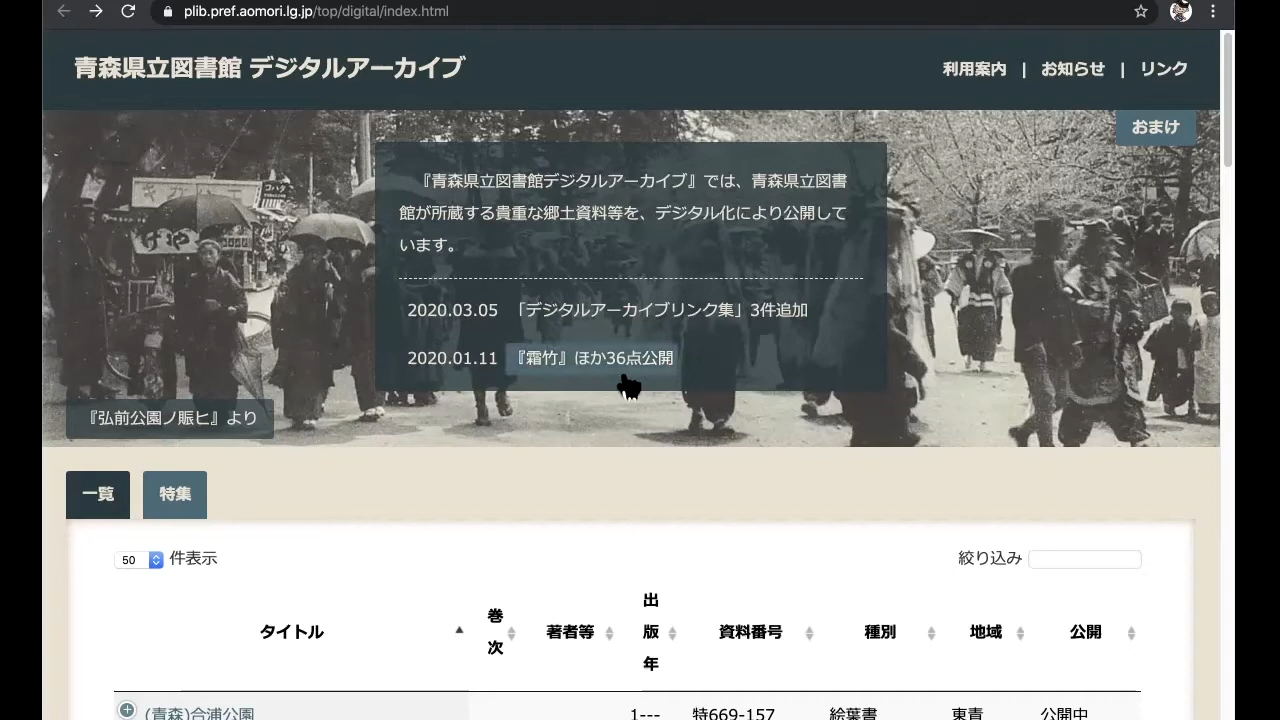 plib.pref.aomori.lg.jp/top/digital/index.html
青森県立図書館 デジタルアーカイブ
利用案内 | お知らせ | リンク
おまけ
『青森県立図書館デジタルアーカイブ』では、青森県立図書
館が所蔵する貴重な郷土資料等を、デジタル化により公開して
います。
2020.03.05 「デジタルアーカイブリンク集」3件追加
2020.01.11 『霜竹』ほか36点公開
『弘前公園ノ賑ヒ』より
一覧 特集
50 件表示
絞り込み
タイトル 巻次 著者等 出版年 資料番号 種別 地域 公開
(青森)合浦公園 1--- 特669-157 絵葉書 東青 公開中